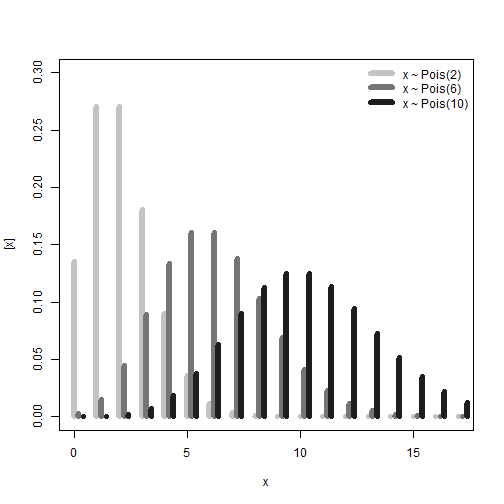 x ~ Pois(2)
x ~ Pois(6)
x ~ Pois(10)
0.30
0.25
0.20
0.15
0.10
0.05
0.00
[x]
0 5 10 15
x